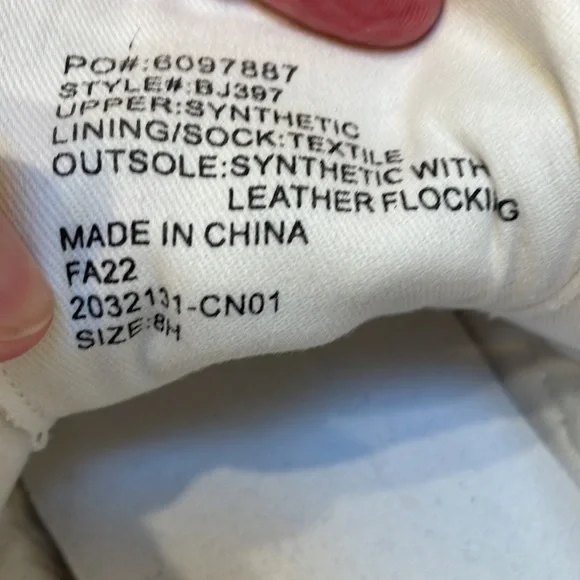 PO#:6097887
STYLE#:BJ397
UPPER:SYNTHETIC
LINING/SOCK:TEXTILE
OUTSOLE:SYNTHETIC WITH
LEATHER FLOCKING
MADE IN CHINA
FA22
2032131-CN01
SIZE:8H